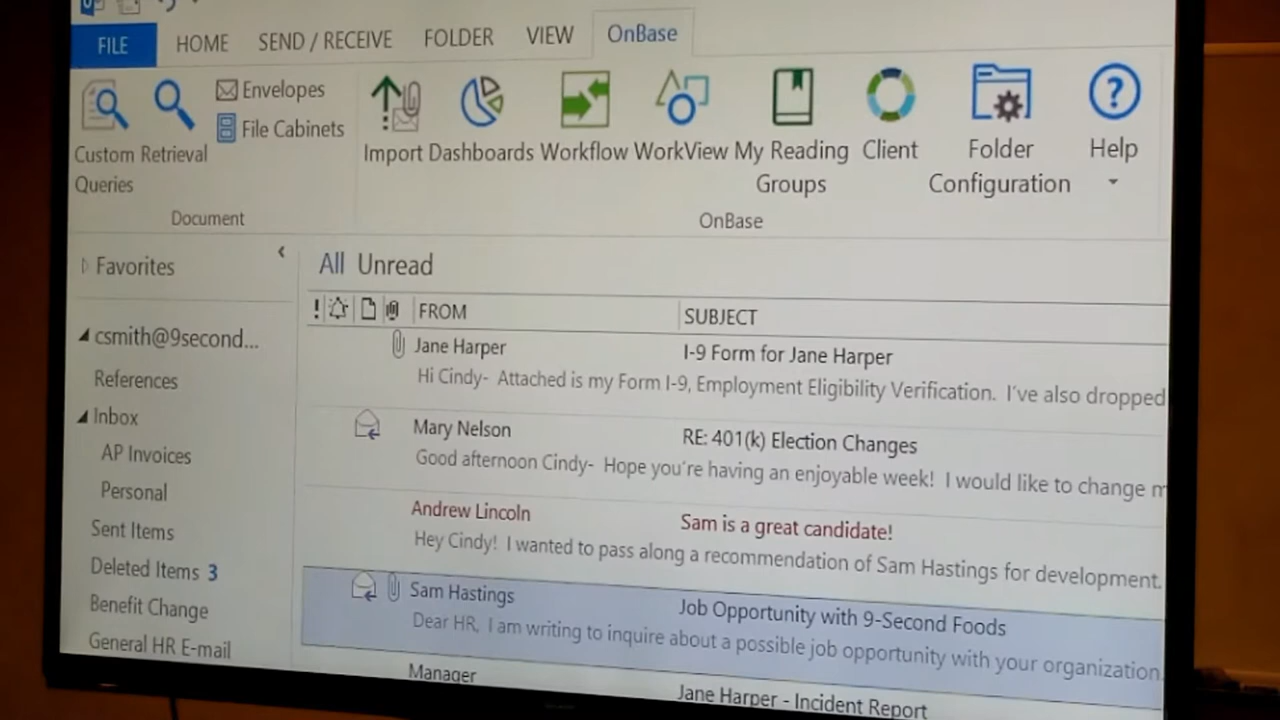 FILE HOME SEND / RECEIVE FOLDER VIEW OnBase
Envelopes
File Cabinets
Custom Queries
Retrieval
Import Dashboards Workflow WorkView My Reading Groups Client Folder Configuration Help
Document OnBase
Favorites
csmith@9second...
References
Inbox
AP Invoices
Personal
Sent Items
Deleted Items 3
Benefit Change
General HR E-mail
All Unread
! FROM SUBJECT
Jane Harper I-9 Form for Jane Harper
Hi Cindy- Attached is my Form I-9, Employment Eligibility Verification. I've also dropped
Mary Nelson RE: 401(k) Election Changes
Good afternoon Cindy- Hope you're having an enjoyable week! I would like to change m
Andrew Lincoln Sam is a great candidate!
Hey Cindy! I wanted to pass along a recommendation of Sam Hastings for development.
Sam Hastings Job Opportunity with 9-Second Foods
Dear HR, I am writing to inquire about a possible job opportunity with your organization.
Manager Jane Harper - Incident Report